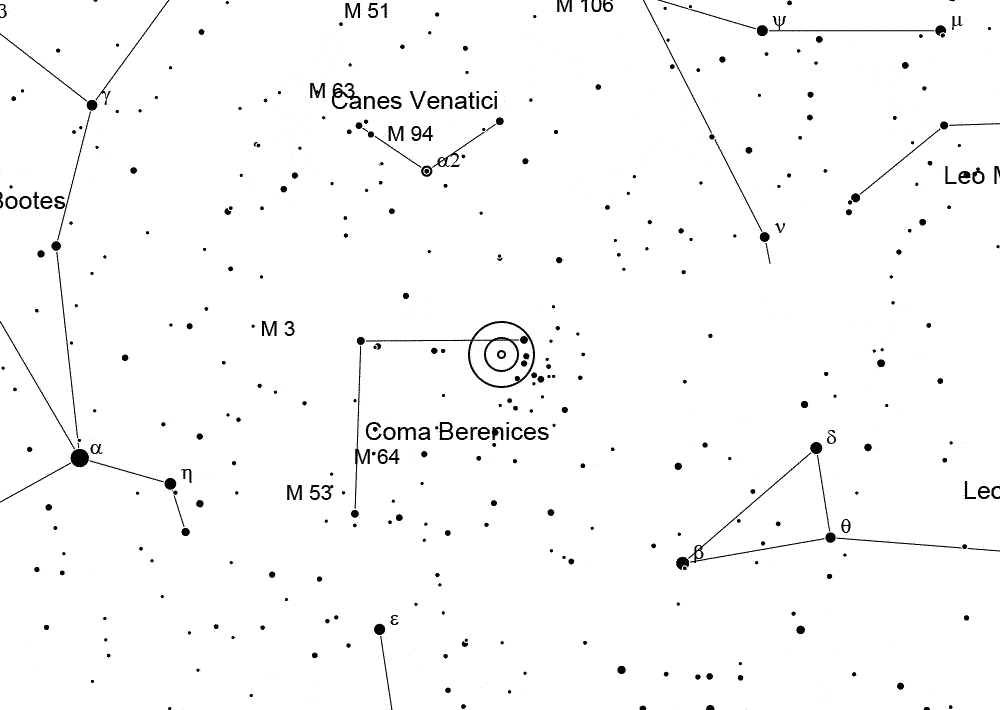 β
M 51
M 106
ψ
μ
γ
M 63
Canes Venatici
M 94
α2
Leo M
Bootes
ν
M 3
Coma Berenices
δ
α
M 64
η
M 53
Leo
θ
β
ε